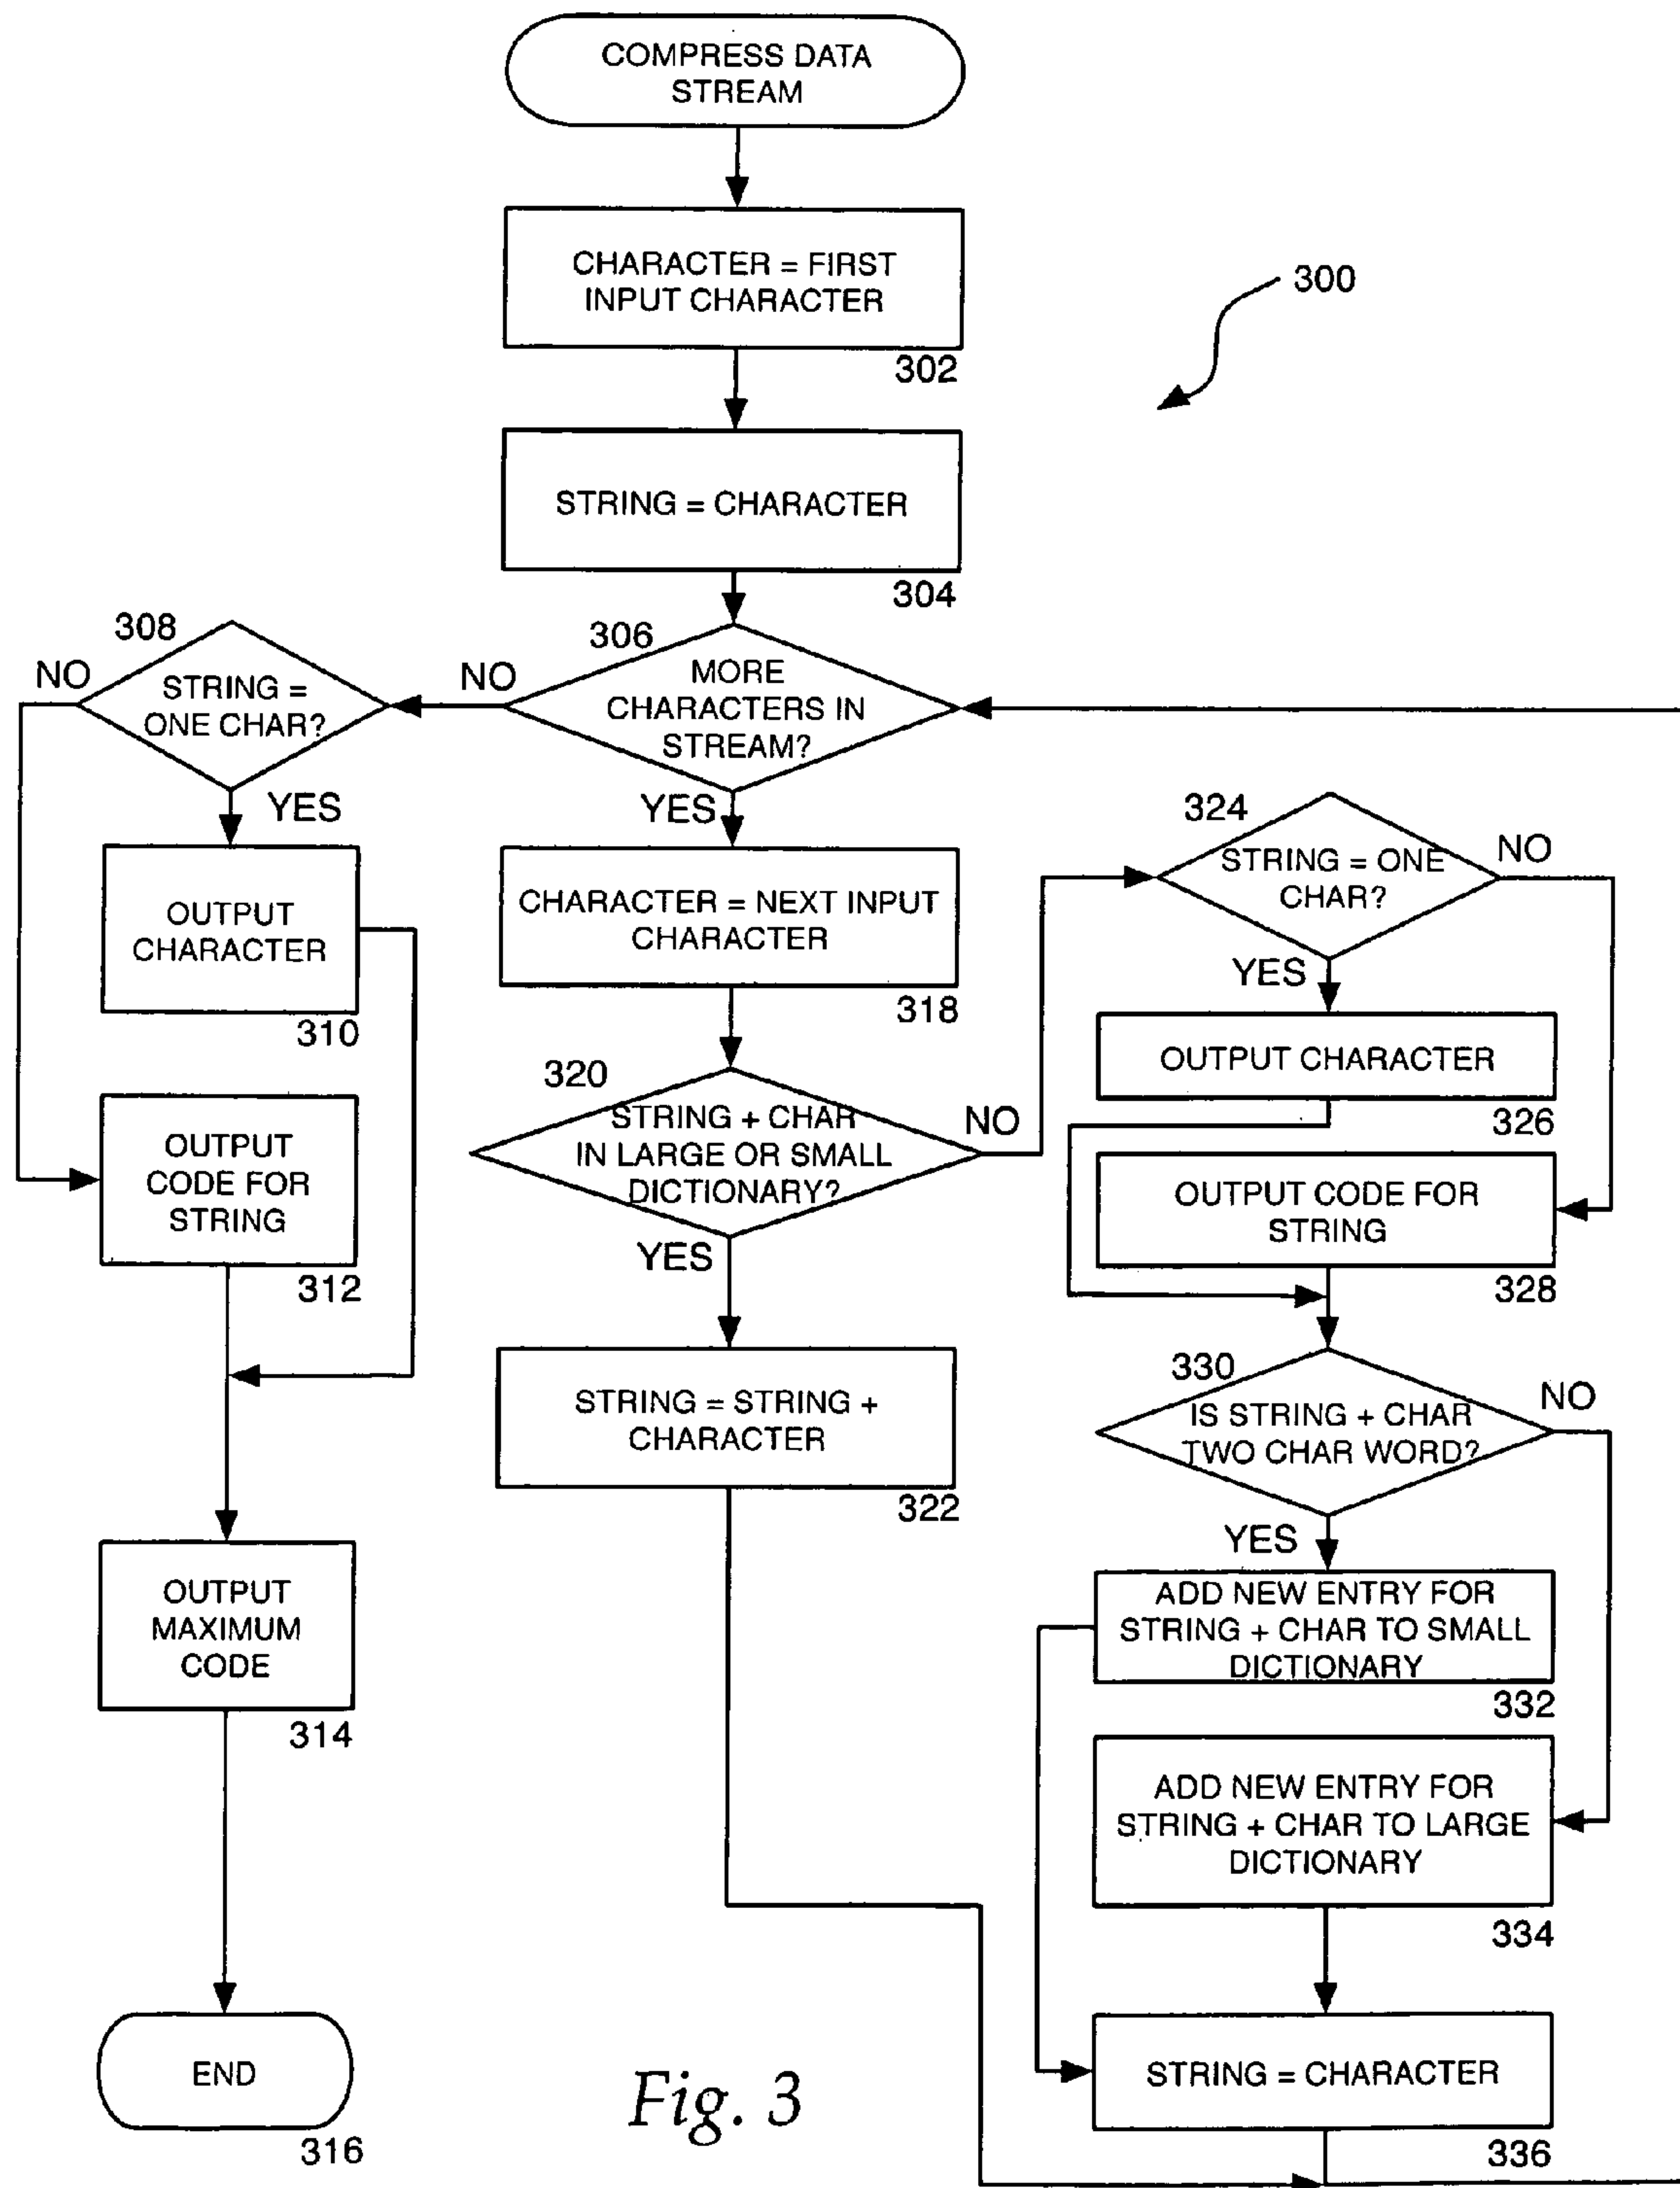 COMPRESS DATA
STREAM
CHARACTER = FIRST
INPUT CHARACTER
302
300
STRING = CHARACTER
304
308
NO
STRING =
ONE CHAR?
YES
306
NO
MORE
CHARACTERS IN
STREAM?
YES
OUTPUT
CHARACTER
310
OUTPUT
CODE FOR
STRING
312
OUTPUT
MAXIMUM
CODE
314
END
316
CHARACTER = NEXT INPUT
CHARACTER
318
320
STRING + CHAR
IN LARGE OR SMALL
DICTIONARY?
NO
YES
STRING = STRING +
CHARACTER
322
324
STRING = ONE
CHAR?
NO
YES
OUTPUT CHARACTER
326
OUTPUT CODE FOR
STRING
328
330
IS STRING + CHAR
TWO CHAR WORD?
NO
YES
ADD NEW ENTRY FOR
STRING + CHAR TO SMALL
DICTIONARY
332
ADD NEW ENTRY FOR
STRING + CHAR TO LARGE
DICTIONARY
334
STRING = CHARACTER
336
Fig. 3